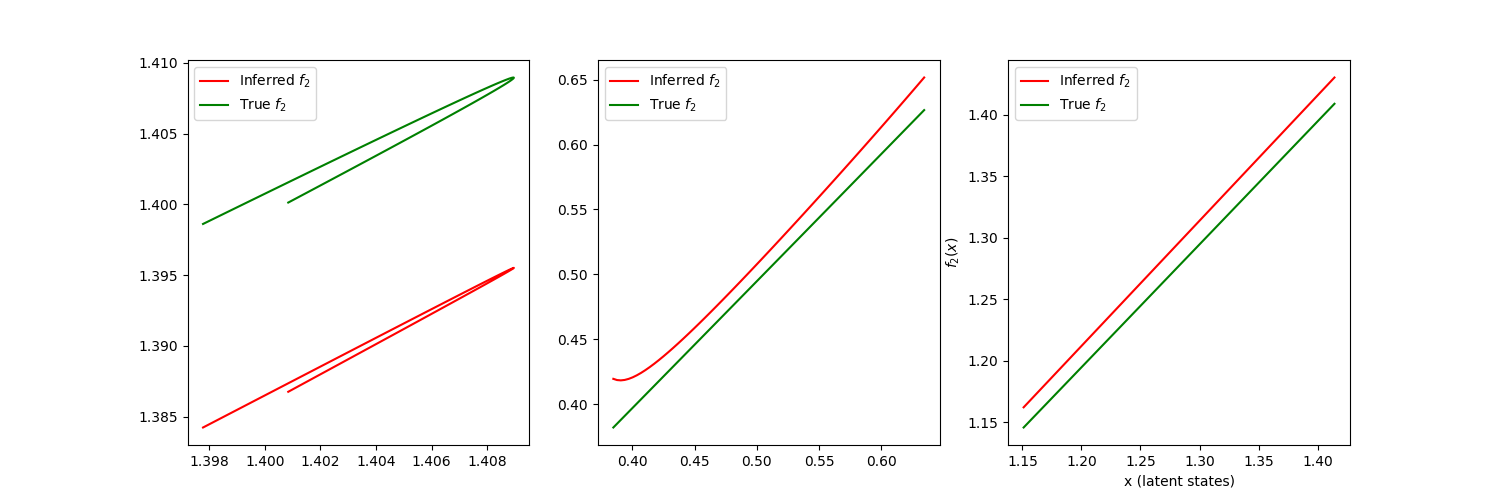 Inferred f₂
True f₂
1.410
1.405
1.400
1.395
1.390
1.385
1.398 1.400 1.402 1.404 1.406 1.408
Inferred f₂
True f₂
0.65
0.60
0.55
0.50
0.45
0.40
0.40 0.45 0.50 0.55 0.60
Inferred f₂
True f₂
f₂(x)
1.40
1.35
1.30
1.25
1.20
1.15
1.15 1.20 1.25 1.30 1.35 1.40
x (latent states)